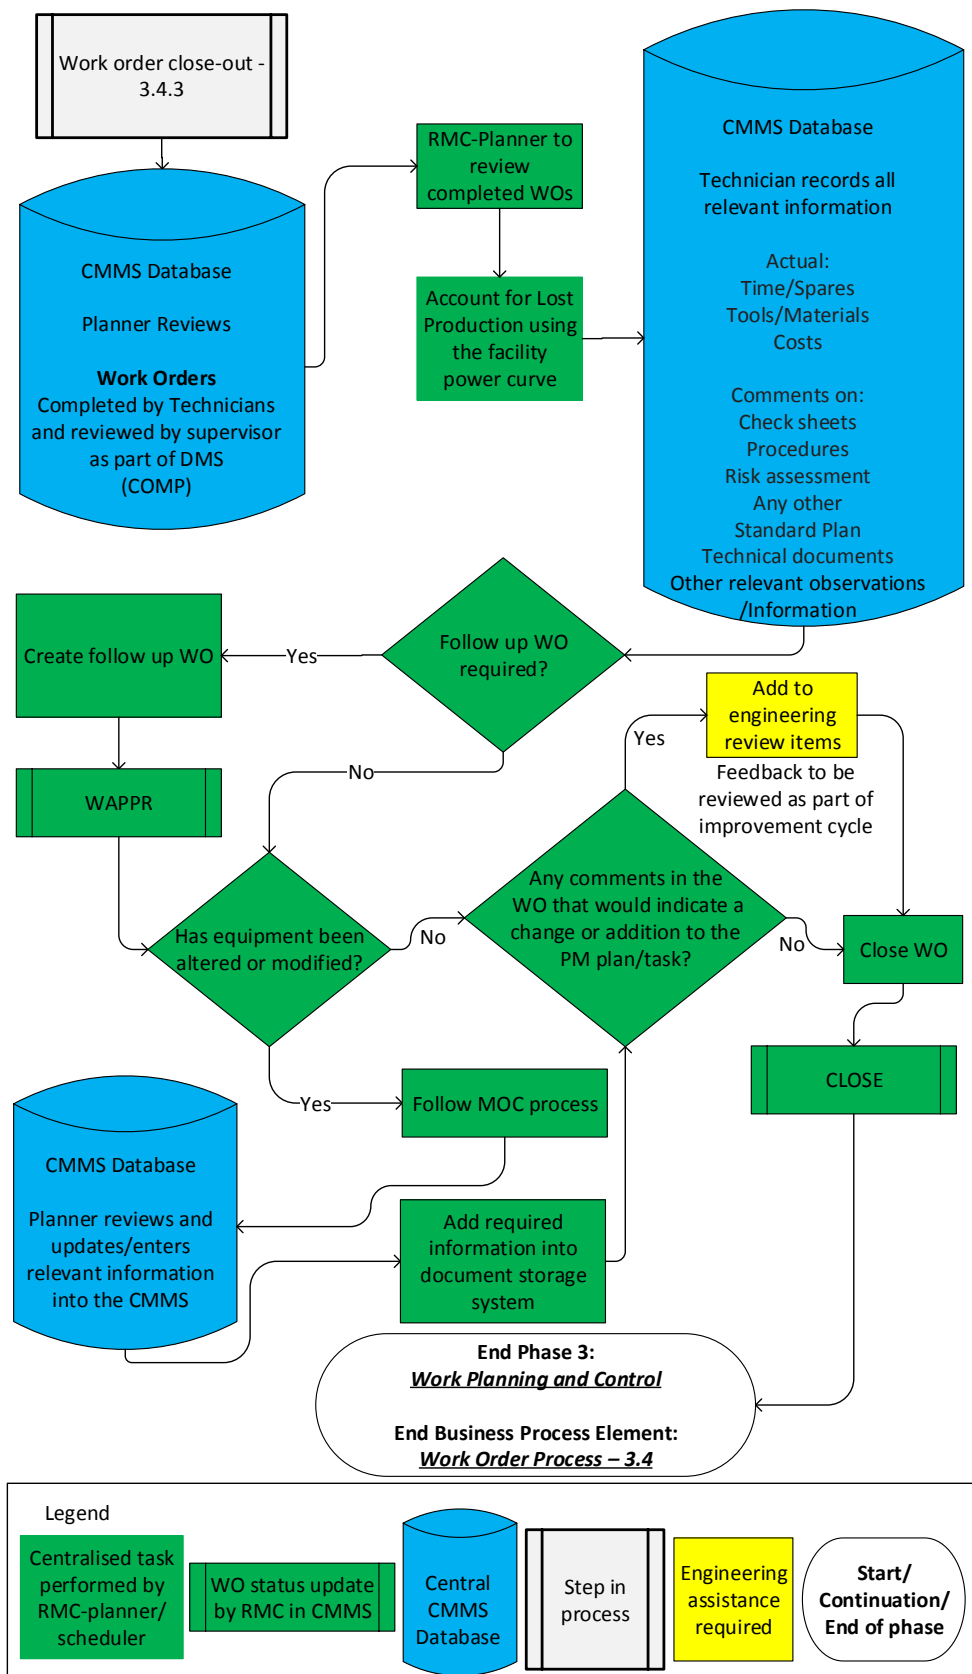 Work order close-out -
3.4.3
CMMS Database
Planner Reviews
Work Orders
Completed by Technicians
and reviewed by supervisor
as part of DMS
(COMP)
RMC-Planner to
review
completed WOs
Account for Lost
Production using
the facility
power curve
CMMS Database
Technician records all
relevant information
Actual:
Time/Spares
Tools/Materials
Costs
Comments on:
Check sheets
Procedures
Risk assessment
Any other
Standard Plan
Technical documents
Other relevant observations
/Information
Follow up WO
required?
Yes
Create follow up WO
WAPPR
No
Has equipment been
altered or modified?
No
Any comments in the
WO that would indicate a
change or addition to the
PM plan/task?
Yes
Add to
engineering
review items
Feedback to be
reviewed as part of
improvement cycle
No
Close WO
CLOSE
Yes
Follow MOC process
CMMS Database
Planner reviews and
updates/enters
relevant information
into the CMMS
Add required
information into
document storage
system
End Phase 3:
Work Planning and Control
End Business Process Element:
Work Order Process – 3.4
Legend
Centralised task
performed by
RMC-planner/
scheduler
WO status update
by RMC in CMMS
Central
CMMS
Database
Step in
process
Engineering
assistance
required
Start/
Continuation/
End of phase